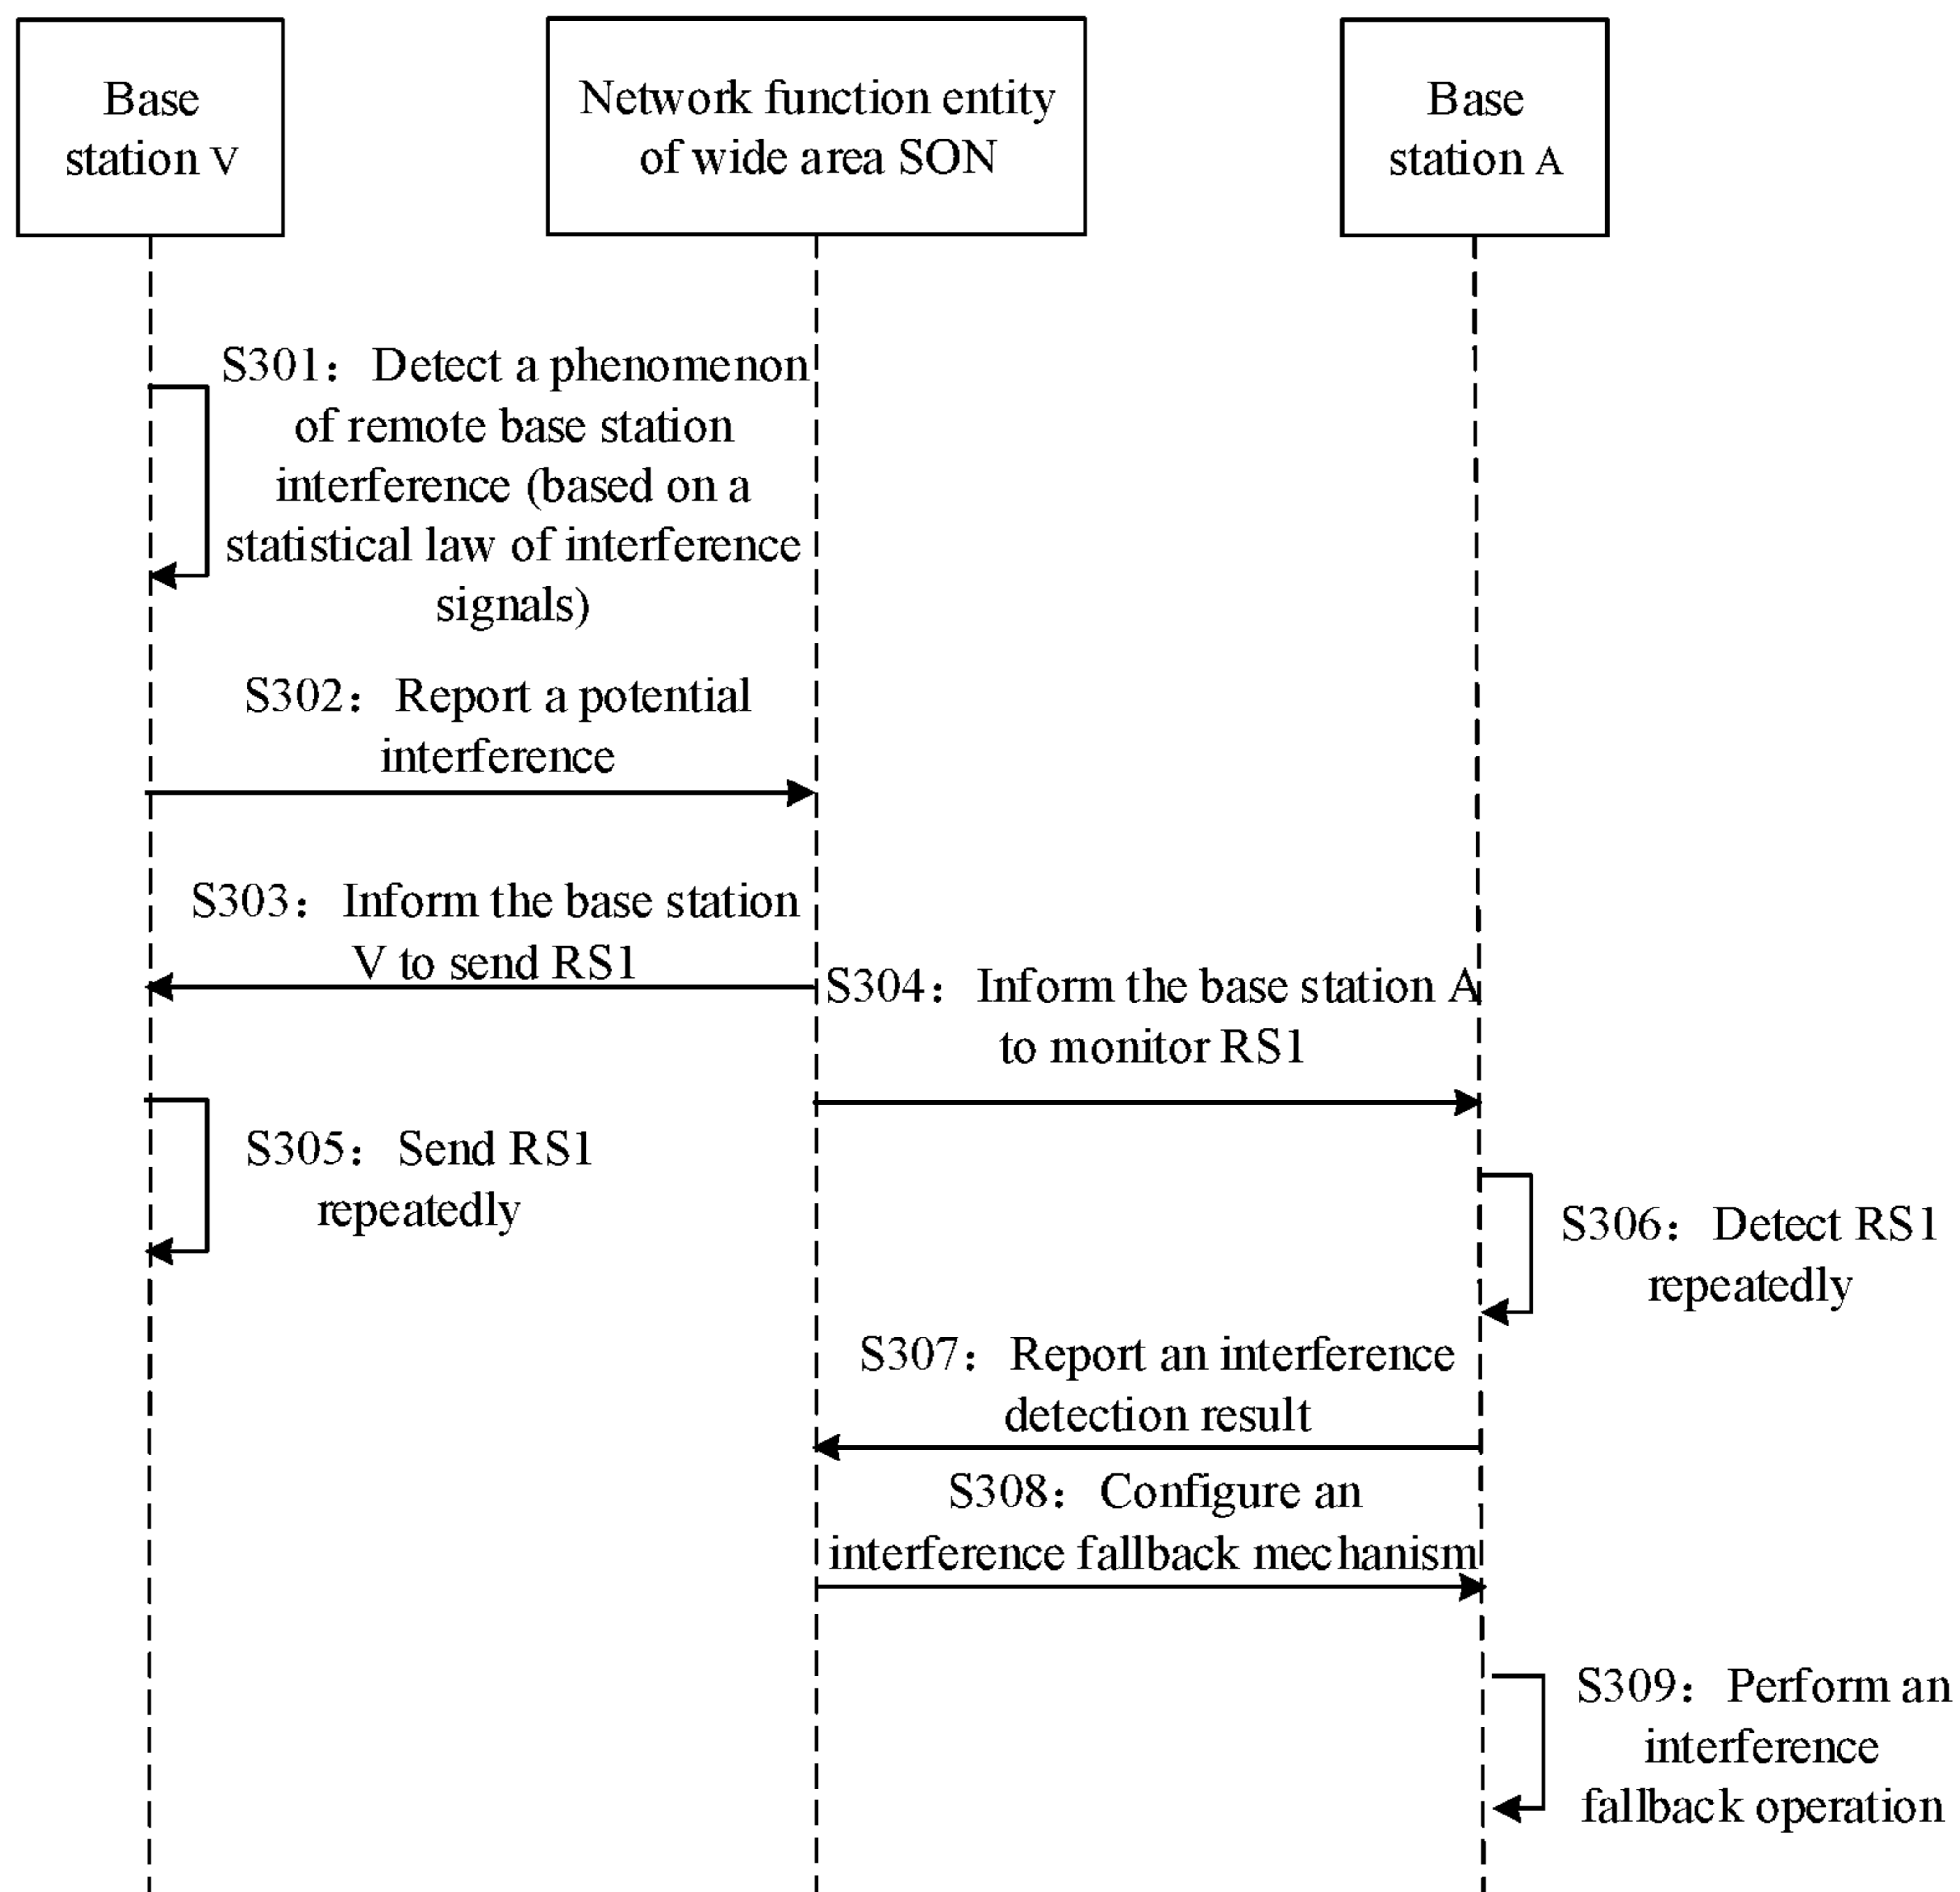 Base
station V
Network function entity
of wide area SON
Base
station A
S301：Detect a phenomenon
of remote base station
interference (based on a
statistical law of interference
signals)
S302：Report a potential
interference
S303：Inform the base station
V to send RS1
S304：Inform the base station A
to monitor RS1
S305：Send RS1
repeatedly
S306：Detect RS1
repeatedly
S307：Report an interference
detection result
S308：Configure an
interference fallback mechanism
S309：Perform an
interference
fallback operation